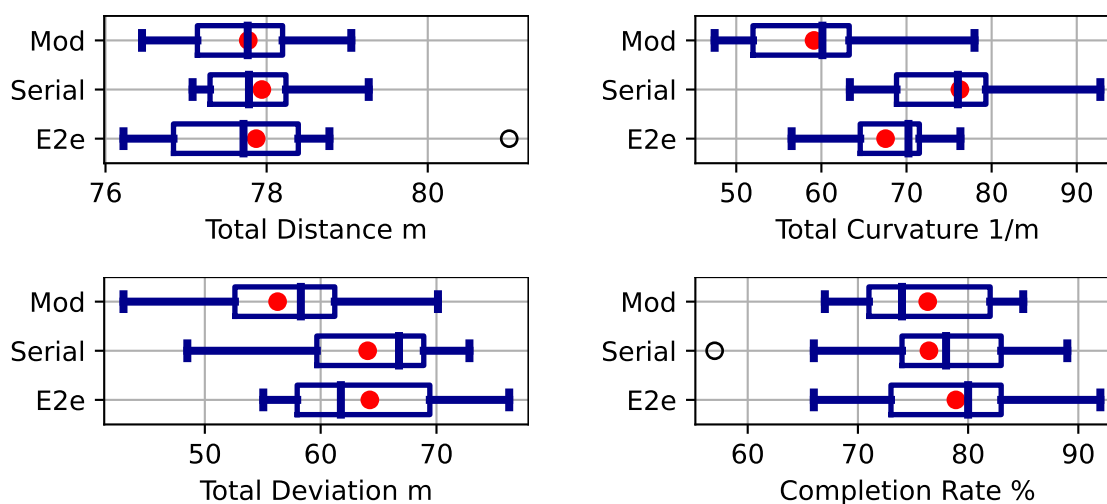 Mod
Serial
E2e
76 78 80
Total Distance m
Mod
Serial
E2e
50 60 70 80 90
Total Curvature 1/m
Mod
Serial
E2e
50 60 70
Total Deviation m
Mod
Serial
E2e
60 70 80 90
Completion Rate %